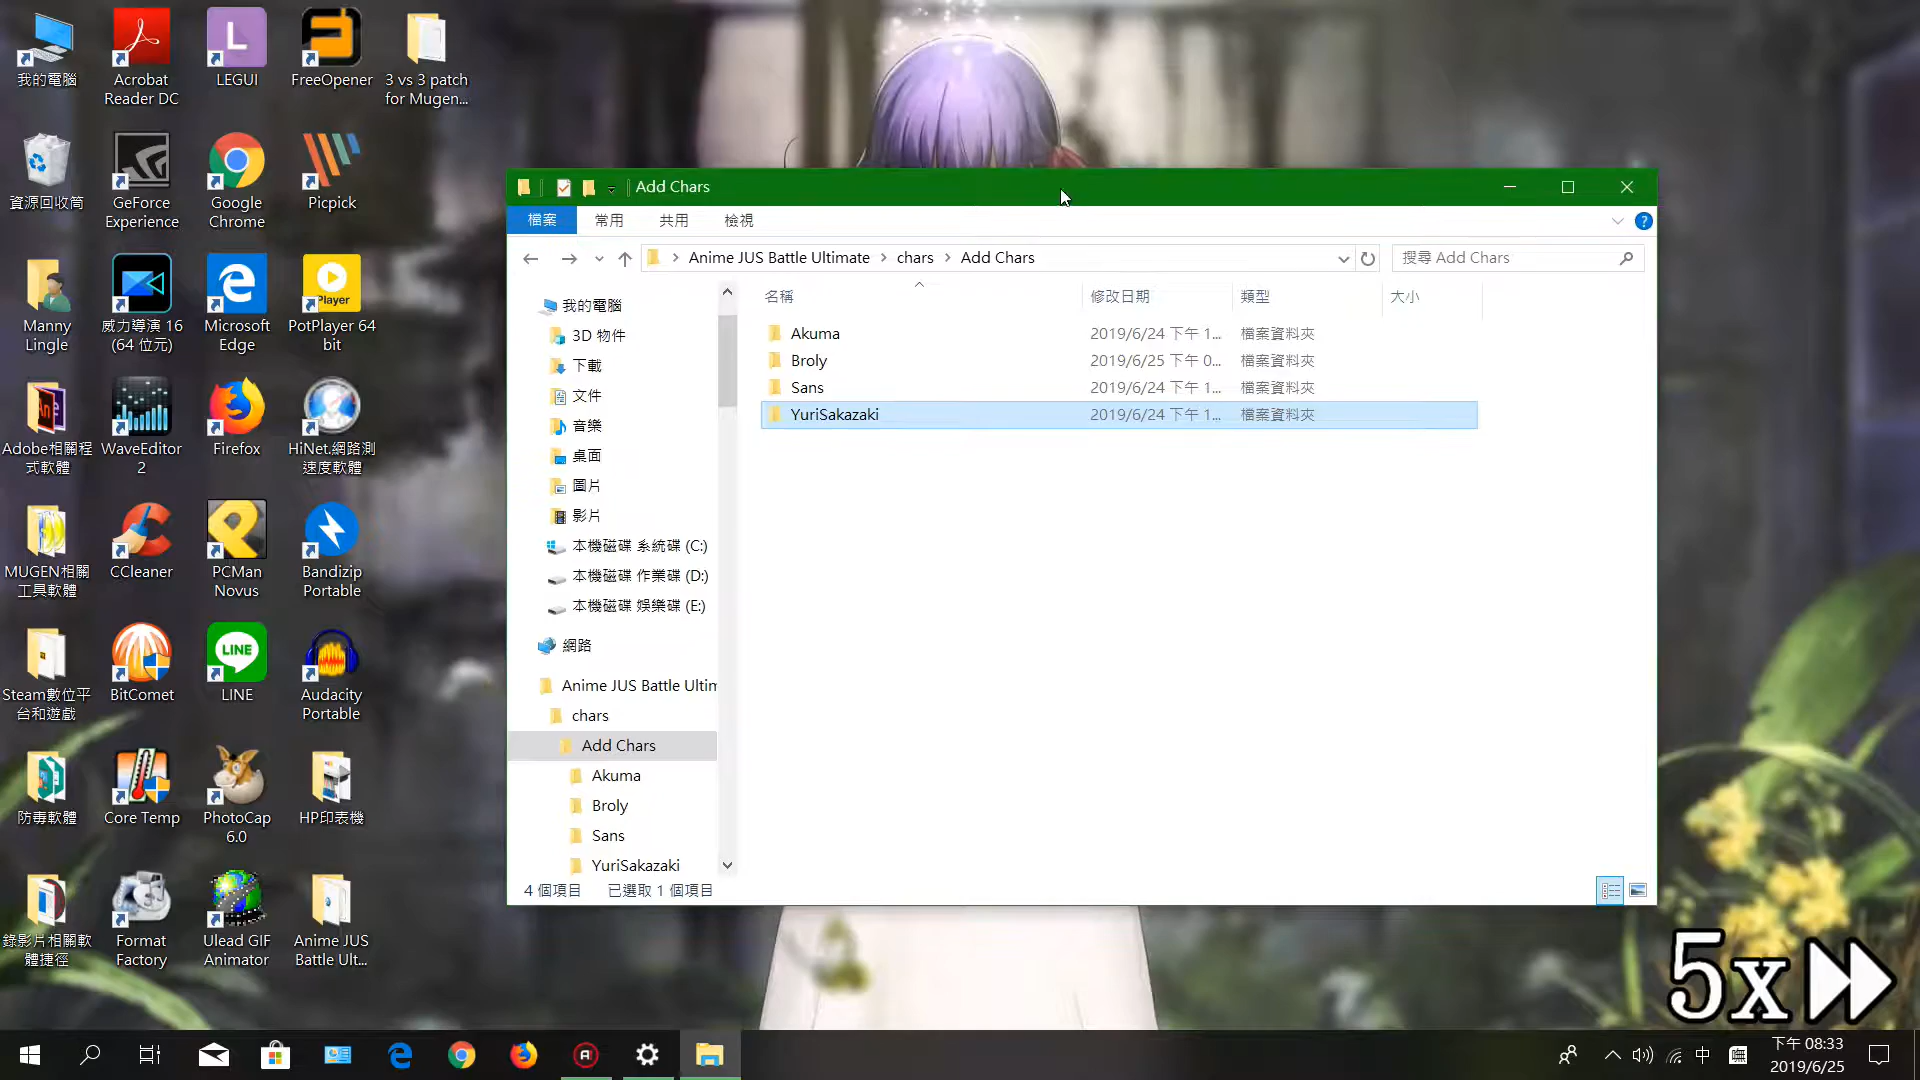 我的電腦
Acrobat
Reader DC
LEGUI
FreeOpener
3 vs 3 patch
for Mugen...
資源回收筒
GeForce
Experience
Google
Chrome
Picpick
Manny
Lingle
威力導演 16
(64 位元)
Microsoft
Edge
Player
PotPlayer 64
bit
Adobe相關程
式軟體
WaveEditor
2
Firefox
HiNet.網路測
速度軟體
MUGEN相關
工具軟體
CCleaner
PCMan
Novus
Bandizip
Portable
Steam數位平
台和遊戲
BitComet
LINE
LINE
Audacity
Portable
防毒軟體
Core Temp
PhotoCap
6.0
HP印表機
錄影片相關軟
體捷徑
Format
Factory
Ulead GIF
Animator
Anime JUS
Battle Ult...
Add Chars
檔案
常用
共用
檢視
Anime JUS Battle Ultimate
chars
Add Chars
搜尋 Add Chars
我的電腦
3D 物件
下載
文件
音樂
桌面
圖片
影片
本機磁碟 系統碟 (C:)
本機磁碟 作業碟 (D:)
本機磁碟 娛樂碟 (E:)
網路
Anime JUS Battle Ultim
chars
Add Chars
Akuma
Broly
Sans
YuriSakazaki
名稱
修改日期
類型
大小
Akuma
2019/6/24 下午 1...
檔案資料夾
Broly
2019/6/25 下午 0...
檔案資料夾
Sans
2019/6/24 下午 1...
檔案資料夾
YuriSakazaki
2019/6/24 下午 1...
檔案資料夾
4 個項目
已選取 1 個項目
5x
中
下午 08:33
2019/6/25